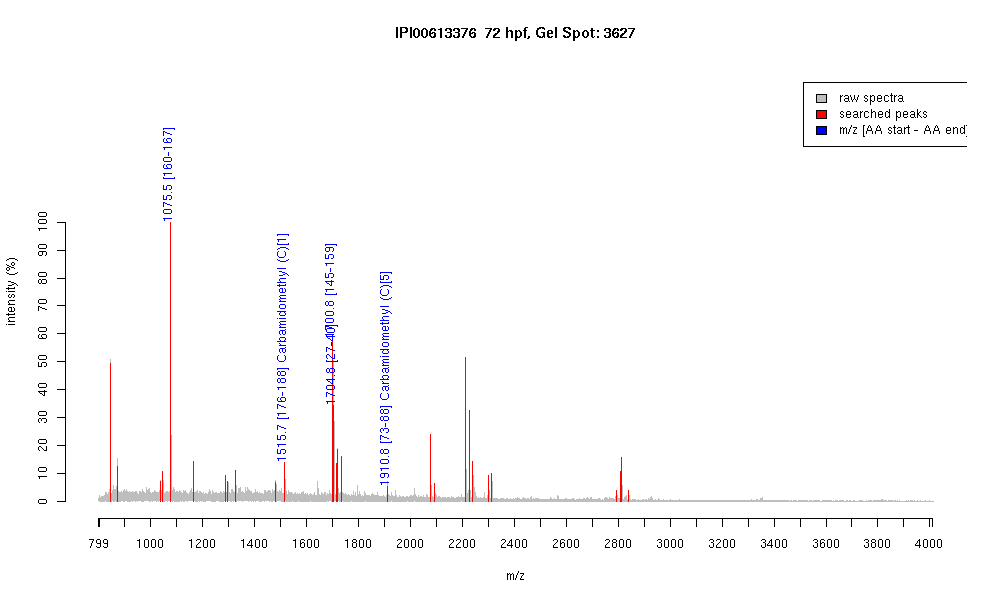 IPI00613376 72 hpf, Gel Spot: 3627
raw spectra
searched peaks
m/z [AA start - AA end]
1075.5 [160-167]
1515.7 [176-188] Carbamidomethyl (C)[1]
1700.8 [145-159]
1704.8 [27-40]
1910.8 [73-88] Carbamidomethyl (C)[5]
intensity (%)
100
80
60
40
30
20
10
0
90
70
50
799 1000 1200 1400 1600 1800 2000 2200 2400 2600 2800 3000 3200 3400 3600 3800 4000
m/z